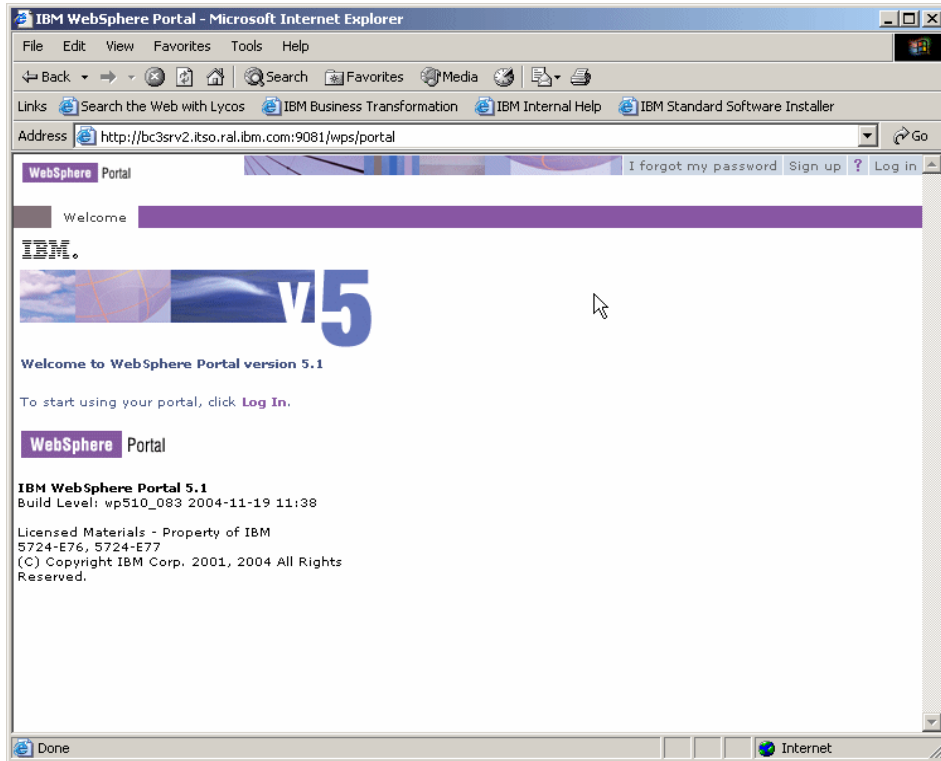 IBM WebSphere Portal - Microsoft Internet Explorer
File Edit View Favorites Tools Help
Back Search Favorites Media
Links Search the Web with Lycos IBM Business Transformation IBM Internal Help IBM Standard Software Installer
Address http://bc3srv2.itso.ral.ibm.com:9081/wps/portal Go
WebSphere Portal I forgot my password Sign up ? Log in
Welcome
IBM.
v5
Welcome to WebSphere Portal version 5.1
To start using your portal, click Log In.
WebSphere Portal
IBM WebSphere Portal 5.1
Build Level: wp510_083 2004-11-19 11:38
Licensed Materials - Property of IBM
5724-E76, 5724-E77
(C) Copyright IBM Corp. 2001, 2004 All Rights
Reserved.
Done Internet